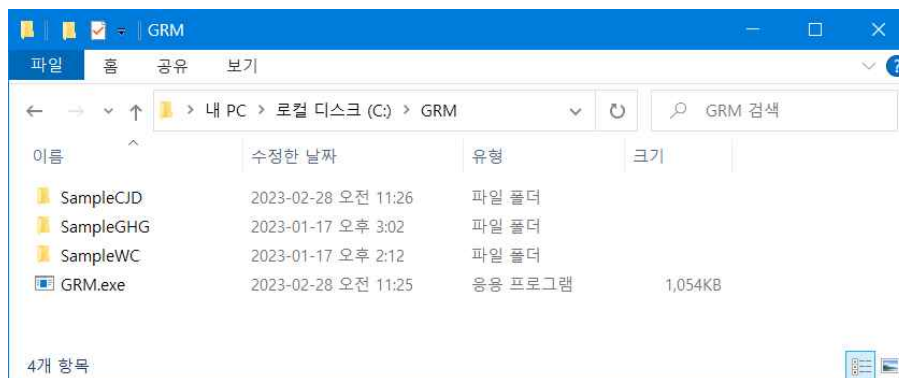 GRM
파일 홈 공유 보기
내 PC > 로컬 디스크 (C:) > GRM
GRM 검색
이름 수정한 날짜 유형 크기
SampleCJD 2023-02-28 오전 11:26 파일 폴더
SampleGHG 2023-01-17 오후 3:02 파일 폴더
SampleWC 2023-01-17 오후 2:12 파일 폴더
GRM.exe 2023-02-28 오전 11:25 응용 프로그램 1,054KB
4개 항목